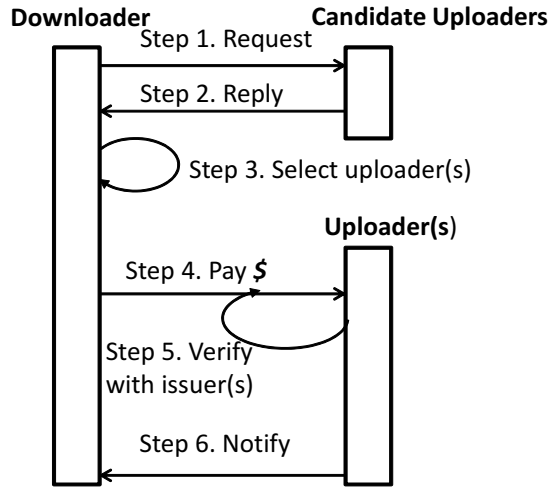 Downloader
Candidate Uploaders
Step 1. Request
Step 2. Reply
Step 3. Select uploader(s)
Uploader(s)
Step 4. Pay $
Step 5. Verify
with issuer(s)
Step 6. Notify